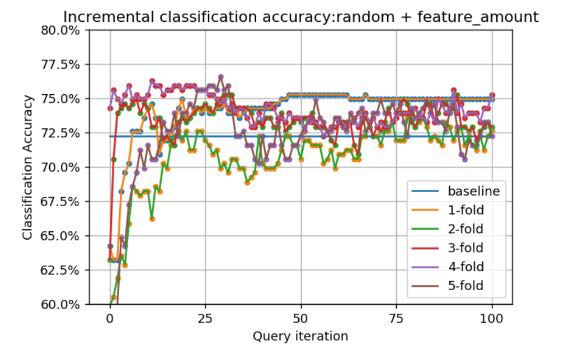 Incremental classification accuracy:random + feature_amount
80.0%
77.5%
75.0%
72.5%
70.0%
67.5%
65.0%
62.5%
60.0%
Classification Accuracy
baseline
1-fold
2-fold
3-fold
4-fold
5-fold
0 25 50 75 100
Query iteration